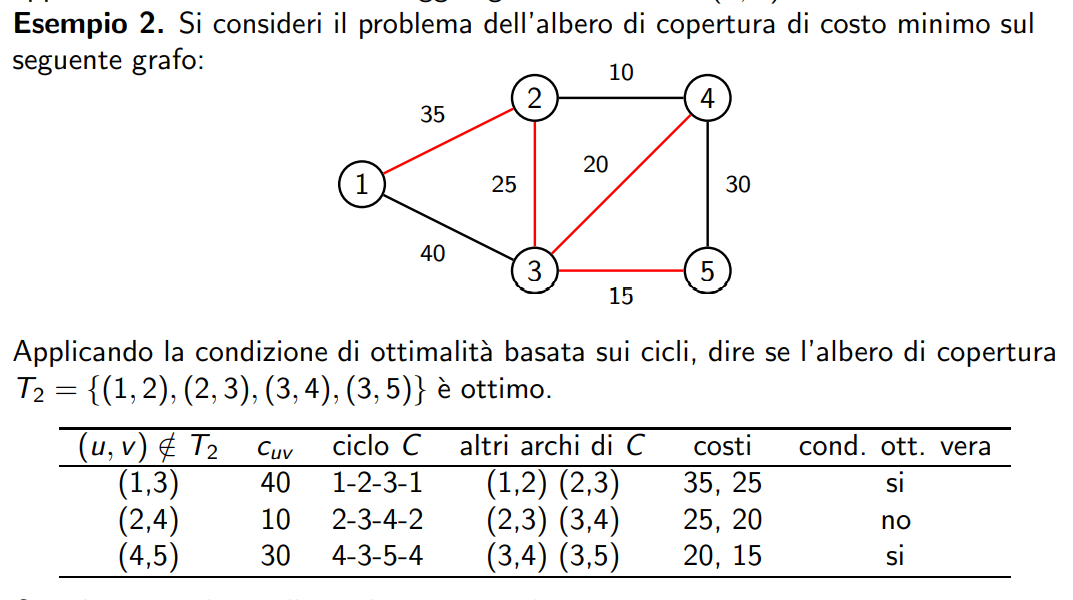 Esempio 2. Si consideri il problema dell'albero di copertura di costo minimo sul
seguente grafo:
10
2
4
35
20
1
25
30
40
3
5
15
Applicando la condizione di ottimalità basata sui cicli, dire se l'albero di copertura
T₂ = {(1, 2), (2, 3), (3, 4), (3, 5)} è ottimo.
(u, v) ∉ T₂ c_uv ciclo C altri archi di C costi cond. ott. vera
(1,3) 40 1-2-3-1 (1,2) (2,3) 35, 25 si
(2,4) 10 2-3-4-2 (2,3) (3,4) 25, 20 no
(4,5) 30 4-3-5-4 (3,4) (3,5) 20, 15 si